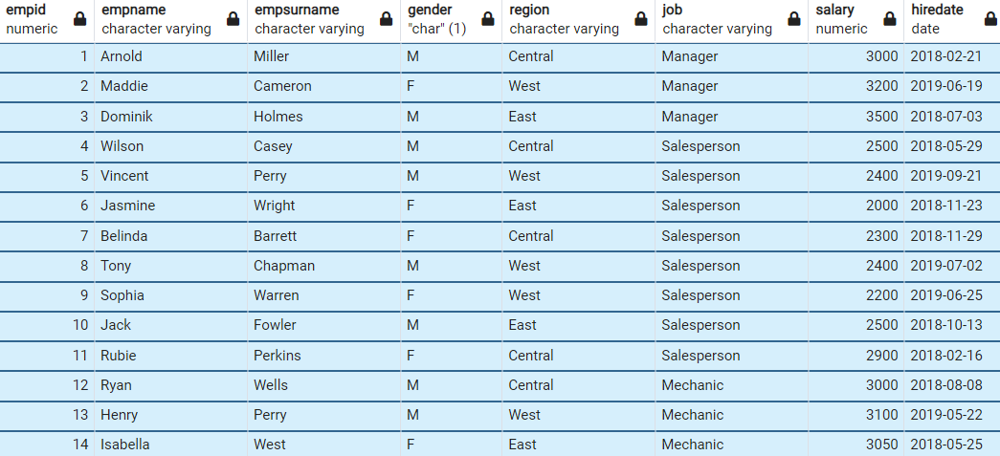 empid empname empsurname gender region job salary hiredate
numeric character varying character varying "char" (1) character varying character varying numeric date
1 Arnold Miller M Central Manager 3000 2018-02-21
2 Maddie Cameron F West Manager 3200 2019-06-19
3 Dominik Holmes M East Manager 3500 2018-07-03
4 Wilson Casey M Central Salesperson 2500 2018-05-29
5 Vincent Perry M West Salesperson 2400 2019-09-21
6 Jasmine Wright F East Salesperson 2000 2018-11-23
7 Belinda Barrett F Central Salesperson 2300 2018-11-29
8 Tony Chapman M West Salesperson 2400 2019-07-02
9 Sophia Warren F West Salesperson 2200 2019-06-25
10 Jack Fowler M East Salesperson 2500 2018-10-13
11 Rubie Perkins F Central Salesperson 2900 2018-02-16
12 Ryan Wells M Central Mechanic 3000 2018-08-08
13 Henry Perry M West Mechanic 3100 2019-05-22
14 Isabella West F East Mechanic 3050 2018-05-25